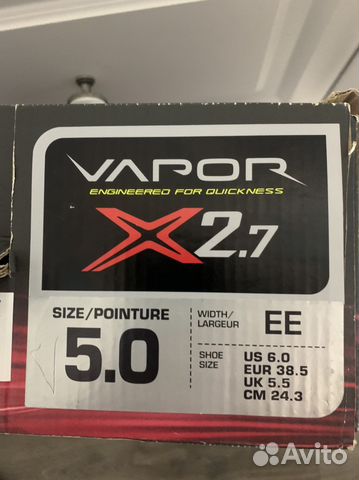 VAPOR
ENGINEERED FOR QUICKNESS
X2.7
SIZE/POINTURE
5.0
WIDTH/
LARGEUR
EE
SHOE
SIZE
US 6.0
EUR 38.5
UK 5.5
CM 24.3
Avito